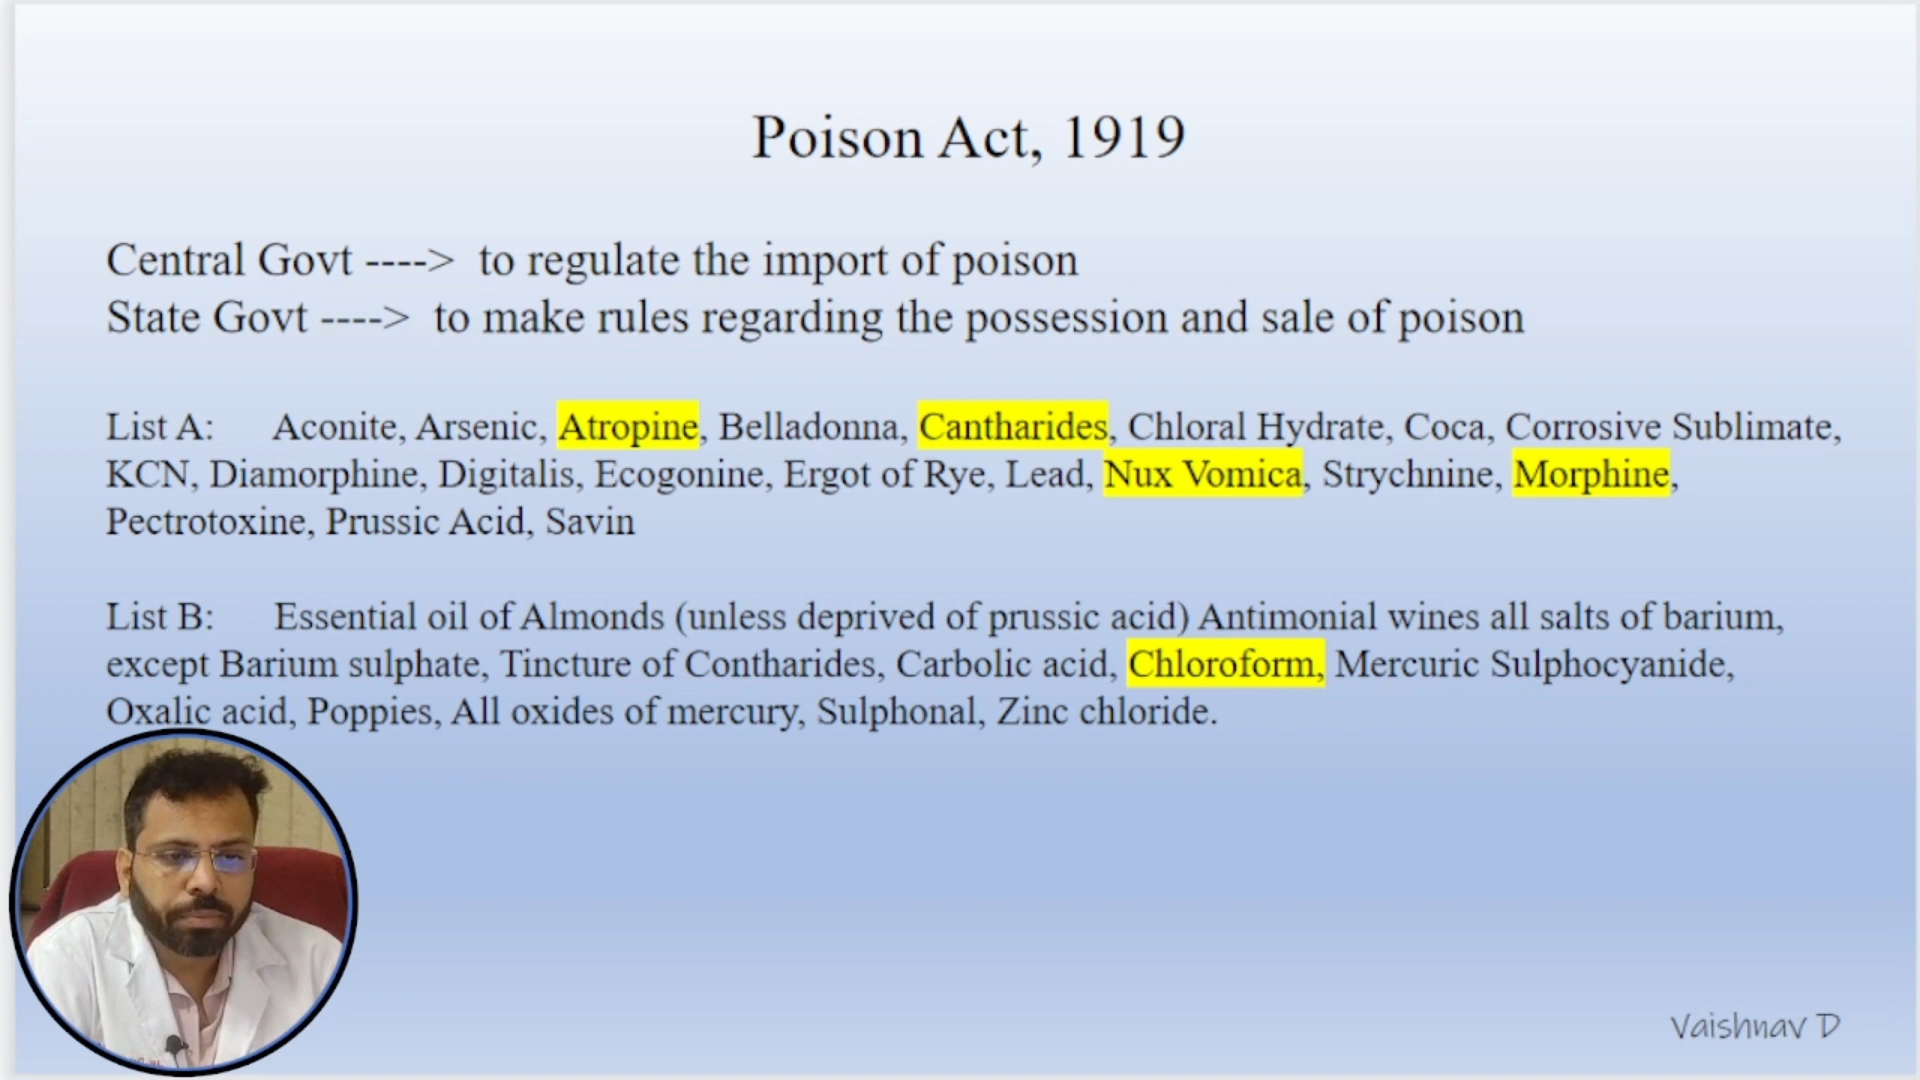 Poison Act, 1919
Central Govt ----> to regulate the import of poison
State Govt ----> to make rules regarding the possession and sale of poison
List A: Aconite, Arsenic, Atropine, Belladonna, Cantharides, Chloral Hydrate, Coca, Corrosive Sublimate,
KCN, Diamorphine, Digitalis, Ecogonine, Ergot of Rye, Lead, Nux Vomica, Strychnine, Morphine,
Pectrotoxine, Prussic Acid, Savin
List B: Essential oil of Almonds (unless deprived of prussic acid) Antimonial wines all salts of barium,
except Barium sulphate, Tincture of Contharides, Carbolic acid, Chloroform, Mercuric Sulphocyanide,
Oxalic acid, Poppies, All oxides of mercury, Sulphonal, Zinc chloride.
Vaishnav D